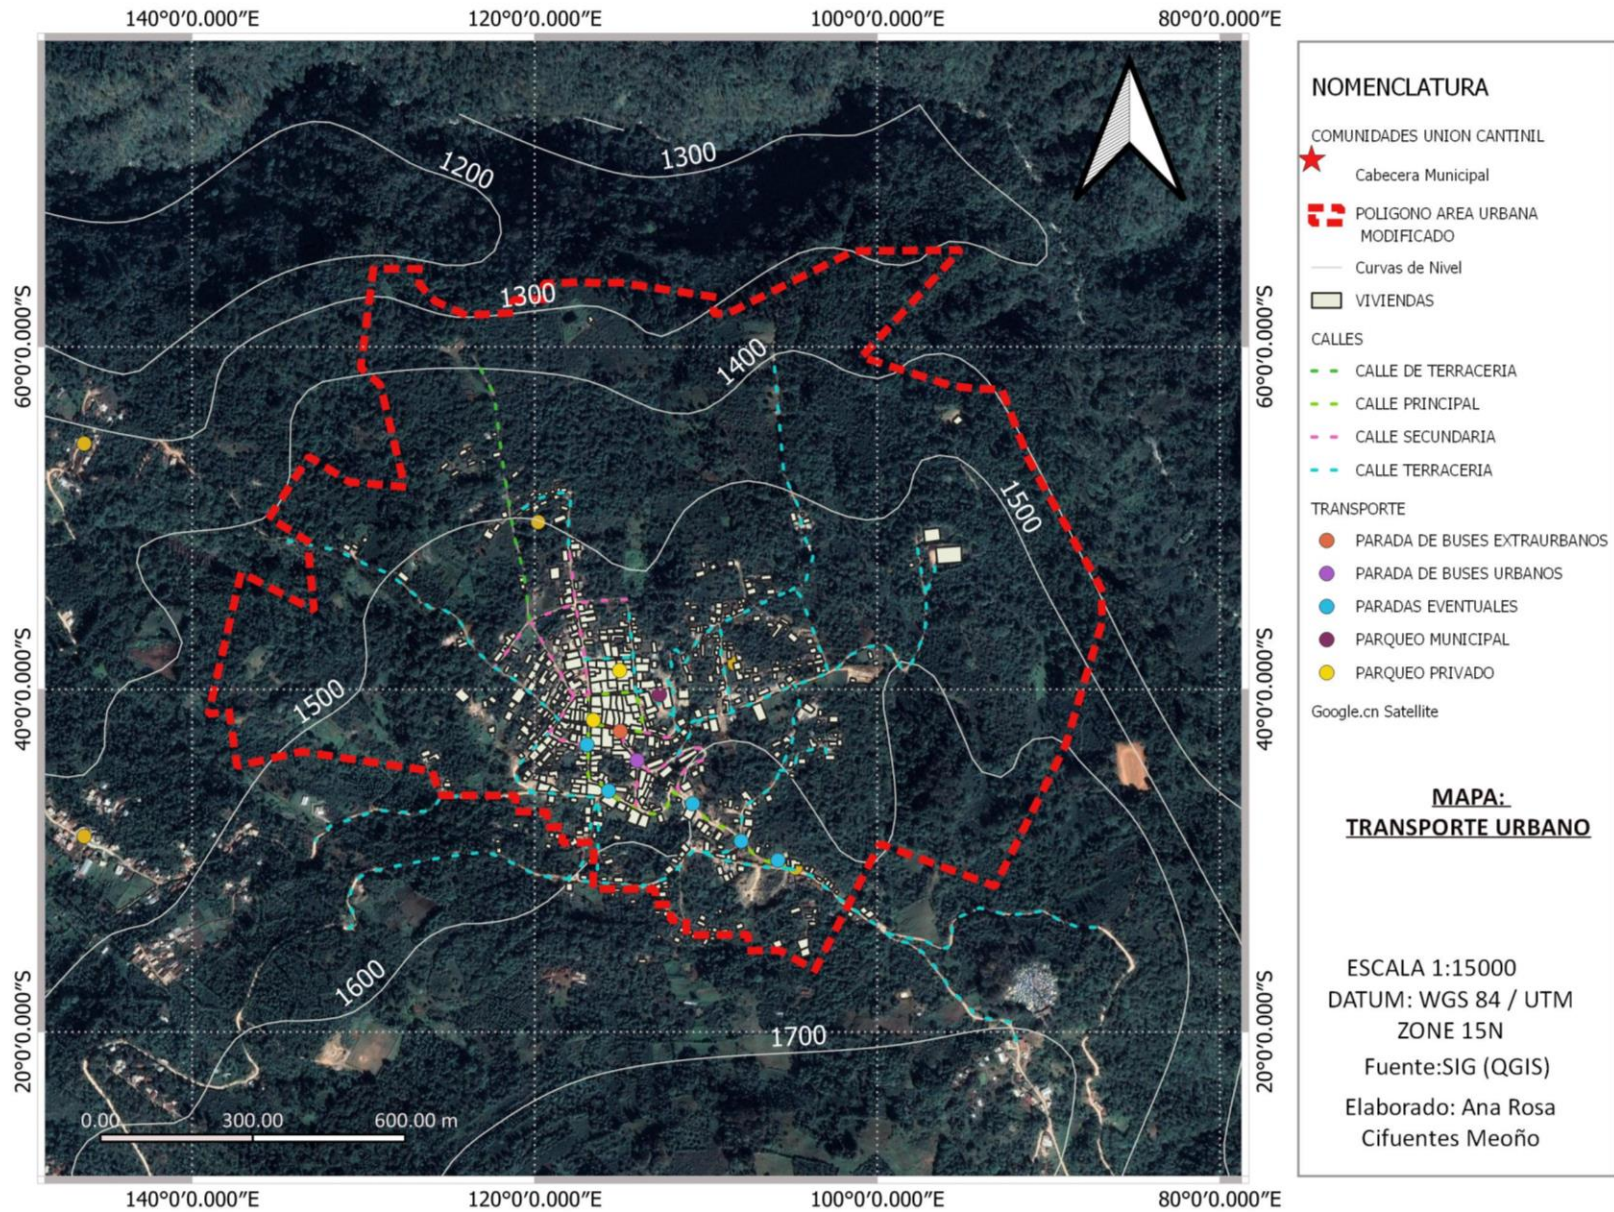 140°0'0.000"E 120°0'0.000"E 100°0'0.000"E 80°0'0.000"E
60°0'0.000"S
40°0'0.000"S
20°0'0.000"S
1200
1300
1300
1400
1500
1500
1600
1700
0.00 300.00 600.00 m
60°0'0.000"S
40°0'0.000"S
20°0'0.000"S
140°0'0.000"E 120°0'0.000"E 100°0'0.000"E 80°0'0.000"E
NOMENCLATURA
COMUNIDADES UNION CANTINIL
Cabecera Municipal
POLIGONO AREA URBANA
MODIFICADO
Curvas de Nivel
VIVIENDAS
CALLES
CALLE DE TERRACERIA
CALLE PRINCIPAL
CALLE SECUNDARIA
CALLE TERRACERIA
TRANSPORTE
PARADA DE BUSES EXTRAURBANOS
PARADA DE BUSES URBANOS
PARADAS EVENTUALES
PARQUEO MUNICIPAL
PARQUEO PRIVADO
Google.cn Satellite
MAPA:
TRANSPORTE URBANO
ESCALA 1:15000
DATUM: WGS 84 / UTM
ZONE 15N
Fuente:SIG (QGIS)
Elaborado: Ana Rosa
Cifuentes Meoño